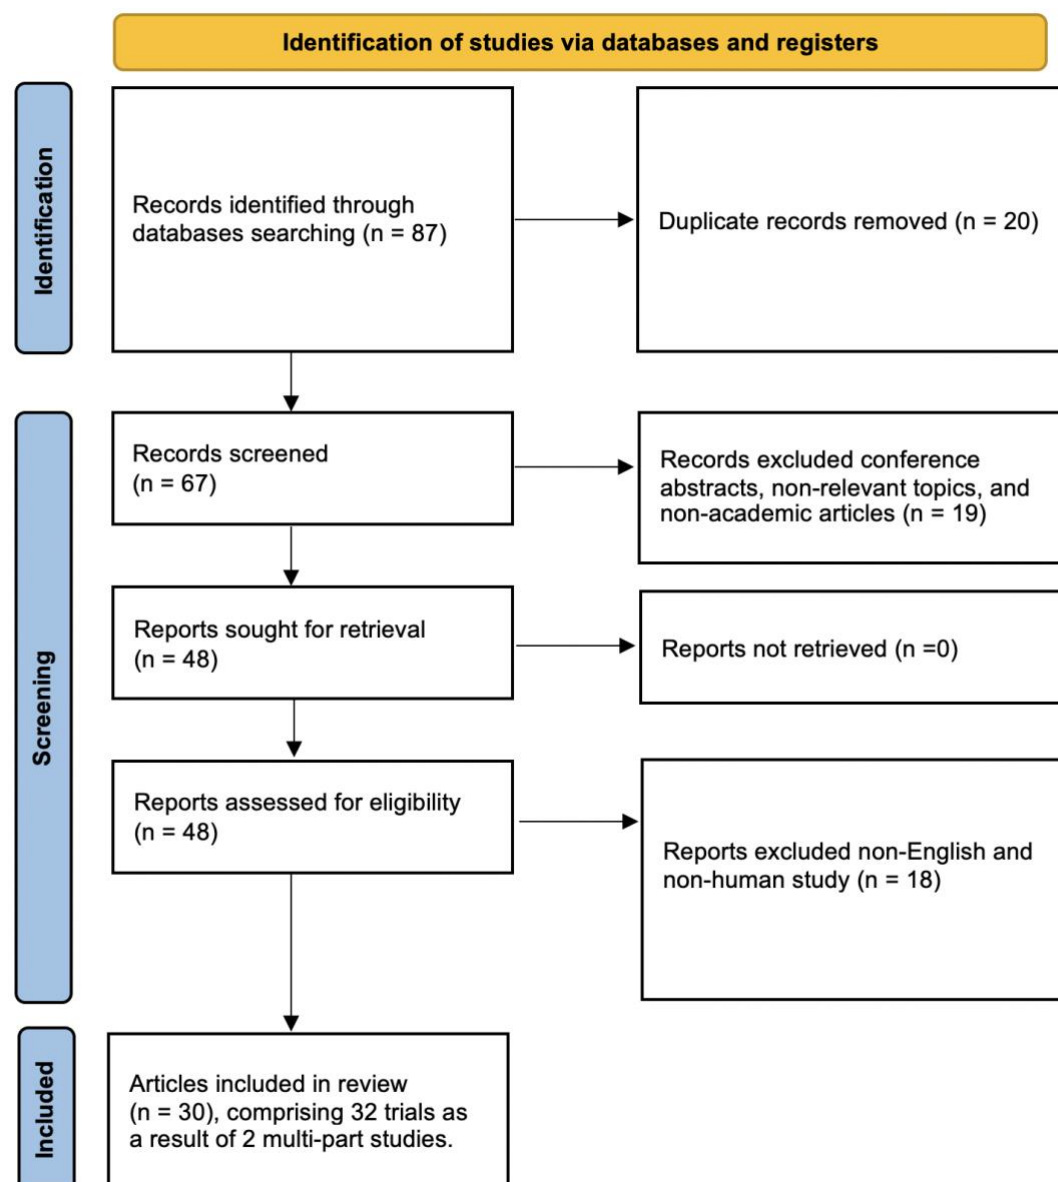 Identification of studies via databases and registers
Identification
Records identified through
databases searching (n = 87)
Duplicate records removed (n = 20)
Screening
Records screened
(n = 67)
Records excluded conference
abstracts, non-relevant topics, and
non-academic articles (n = 19)
Reports sought for retrieval
(n = 48)
Reports not retrieved (n =0)
Reports assessed for eligibility
(n = 48)
Reports excluded non-English and
non-human study (n = 18)
Included
Articles included in review
(n = 30), comprising 32 trials as
a result of 2 multi-part studies.